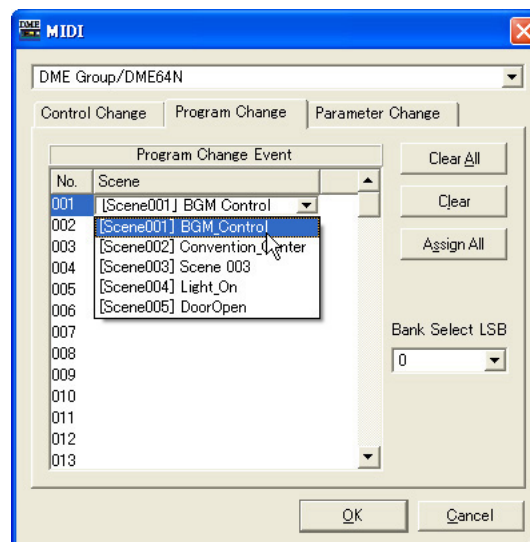 DME MIDI
DME Group/DME64N
Control Change Program Change Parameter Change
Program Change Event
Clear All
No. Scene
001 [Scene001] BGM Control
Clear
002 [Scene001] BGM_Control
003 [Scene002] Convention_Center
Assign All
004 [Scene003] Scene 003
005 [Scene004] Light_On
006 [Scene005] DoorOpen
007
Bank Select LSB
008
0
009
010
011
012
013
OK Cancel